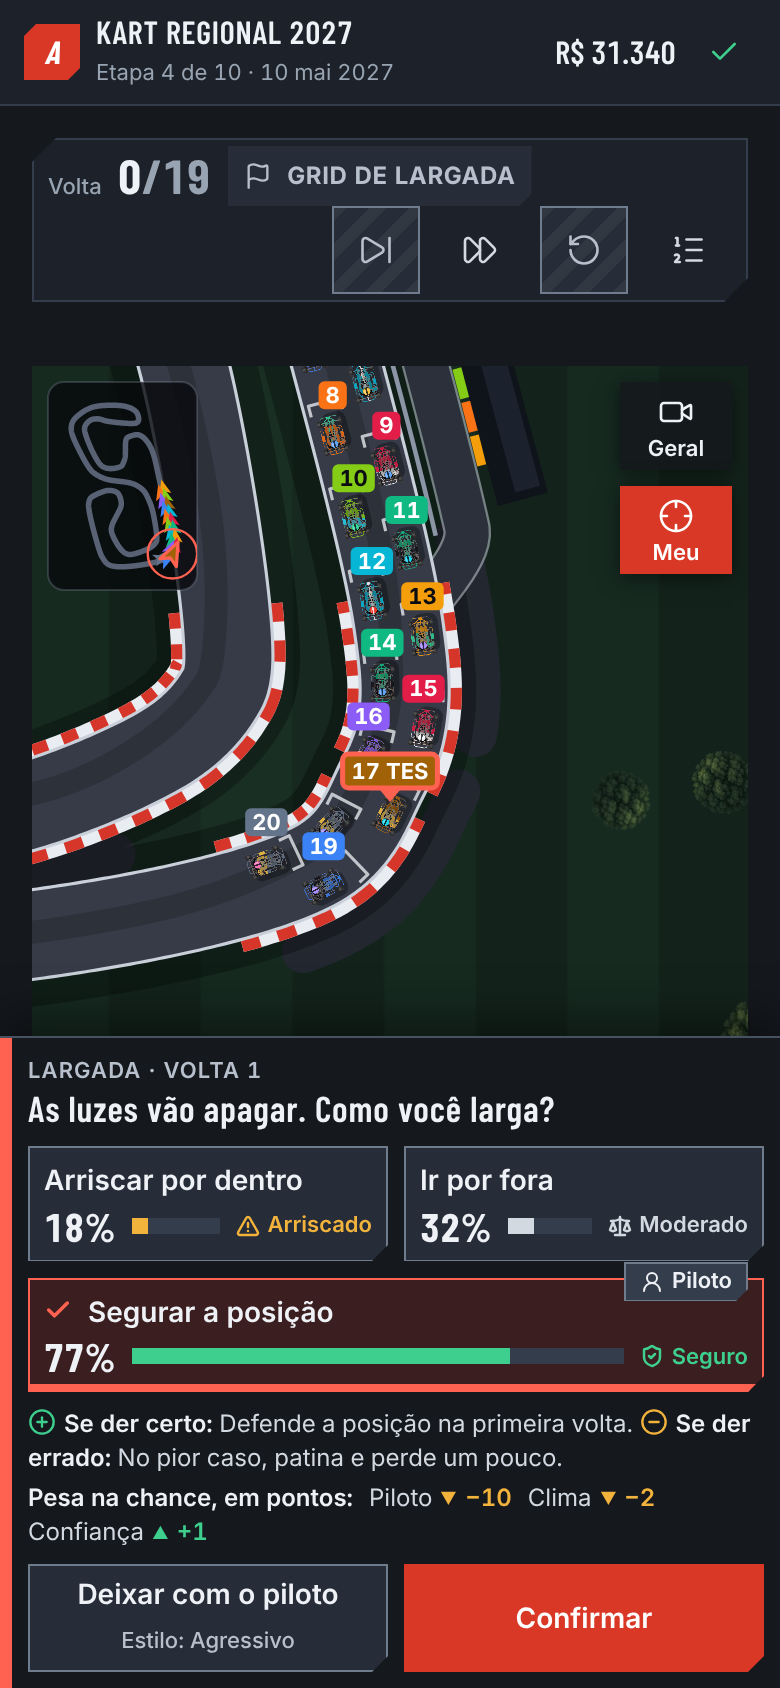 A
KART REGIONAL 2027
Etapa 4 de 10 · 10 mai 2027
R$ 31.340
Volta 0/19
GRID DE LARGADA
1
2
8
9
10
11
12
13
14
15
16
17 TES
20
19
Geral
Meu
LARGADA · VOLTA 1
As luzes vão apagar. Como você larga?
Arriscar por dentro
18% Arriscado
Ir por fora
32% Moderado
Piloto
Segurar a posição
77% Seguro
Se der certo: Defende a posição na primeira volta. Se der
errado: No pior caso, patina e perde um pouco.
Pesa na chance, em pontos: Piloto ▼ −10 Clima ▼ −2
Confiança ▲ +1
Deixar com o piloto
Estilo: Agressivo
Confirmar